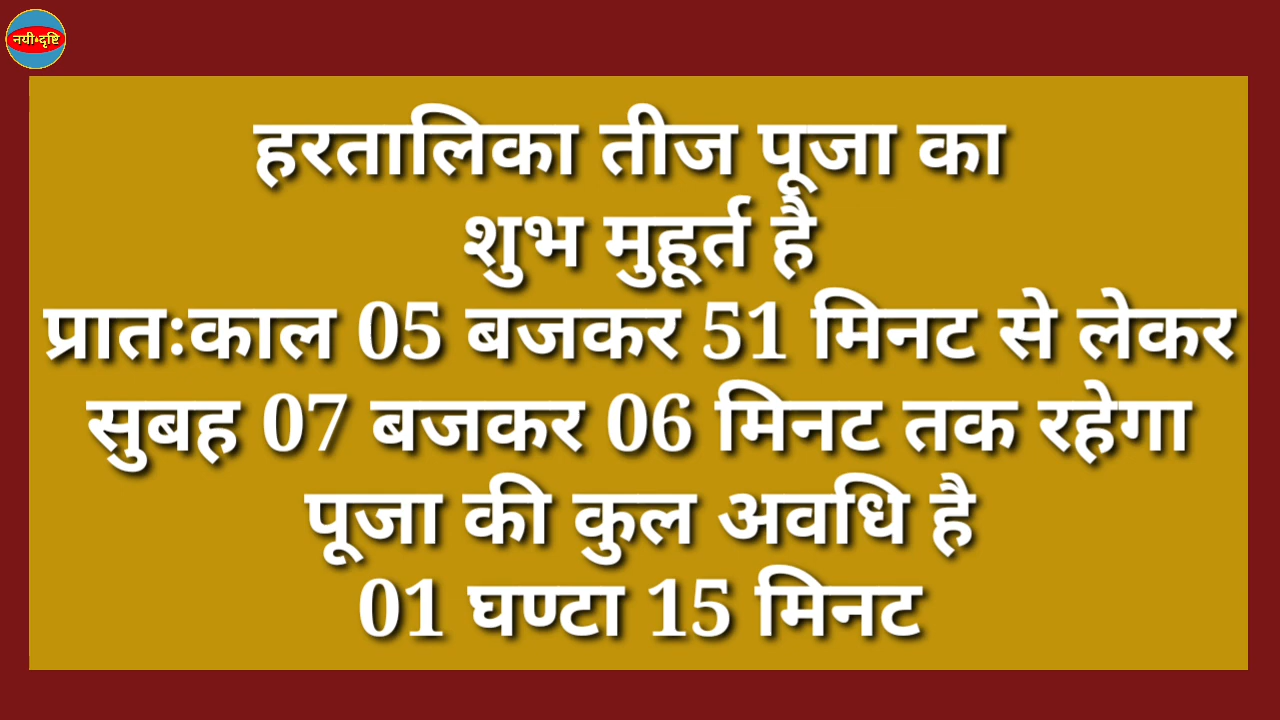 नयी•दृष्टि
हरतालिका तीज पूजा का
शुभ मुहूर्त है
प्रातःकाल 05 बजकर 51 मिनट से लेकर
सुबह 07 बजकर 06 मिनट तक रहेगा
पूजा की कुल अवधि है
01 घण्टा 15 मिनट